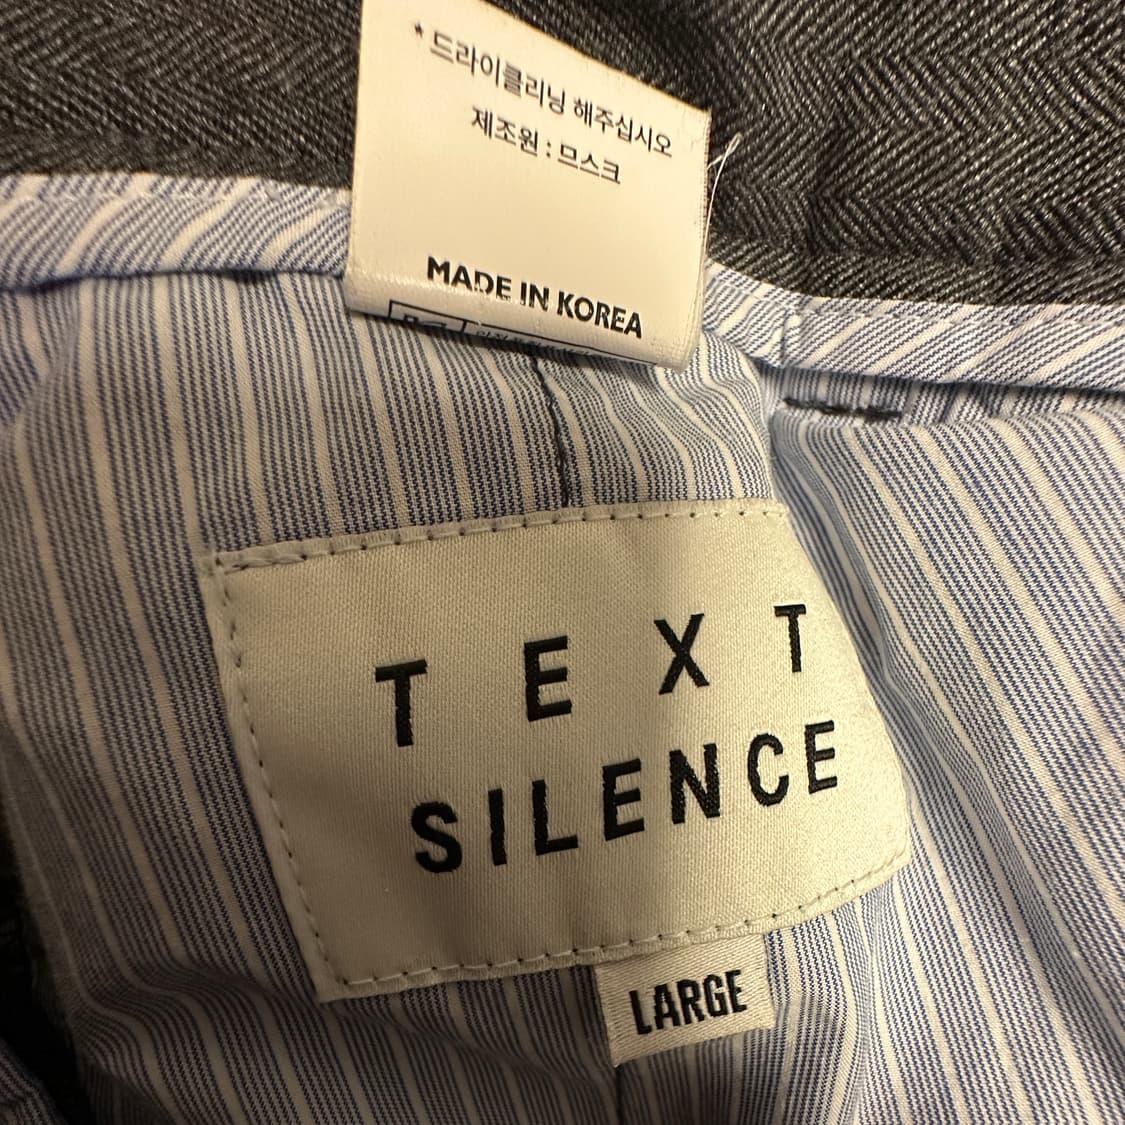 * 드라이클리닝 해주십시오
제조원 : 므스크
MADE IN KOREA
TEXT
SILENCE
LARGE